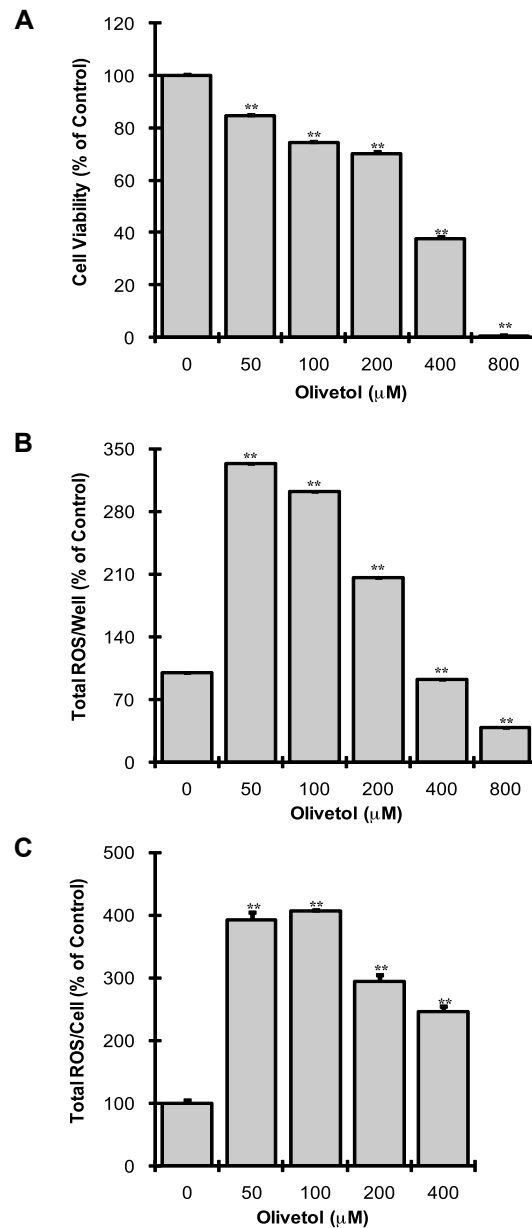 A
Cell Viability (% of Control)
120
100
80
60
40
20
0
**
**
**
**
**
0 50 100 200 400 800
Olivetol (μM)
B
Total ROS/Well (% of Control)
350
280
210
140
70
0
**
**
**
**
**
0 50 100 200 400 800
Olivetol (μM)
C
Total ROS/Cell (% of Control)
500
400
300
200
100
0
**
**
**
**
0 50 100 200 400
Olivetol (μM)